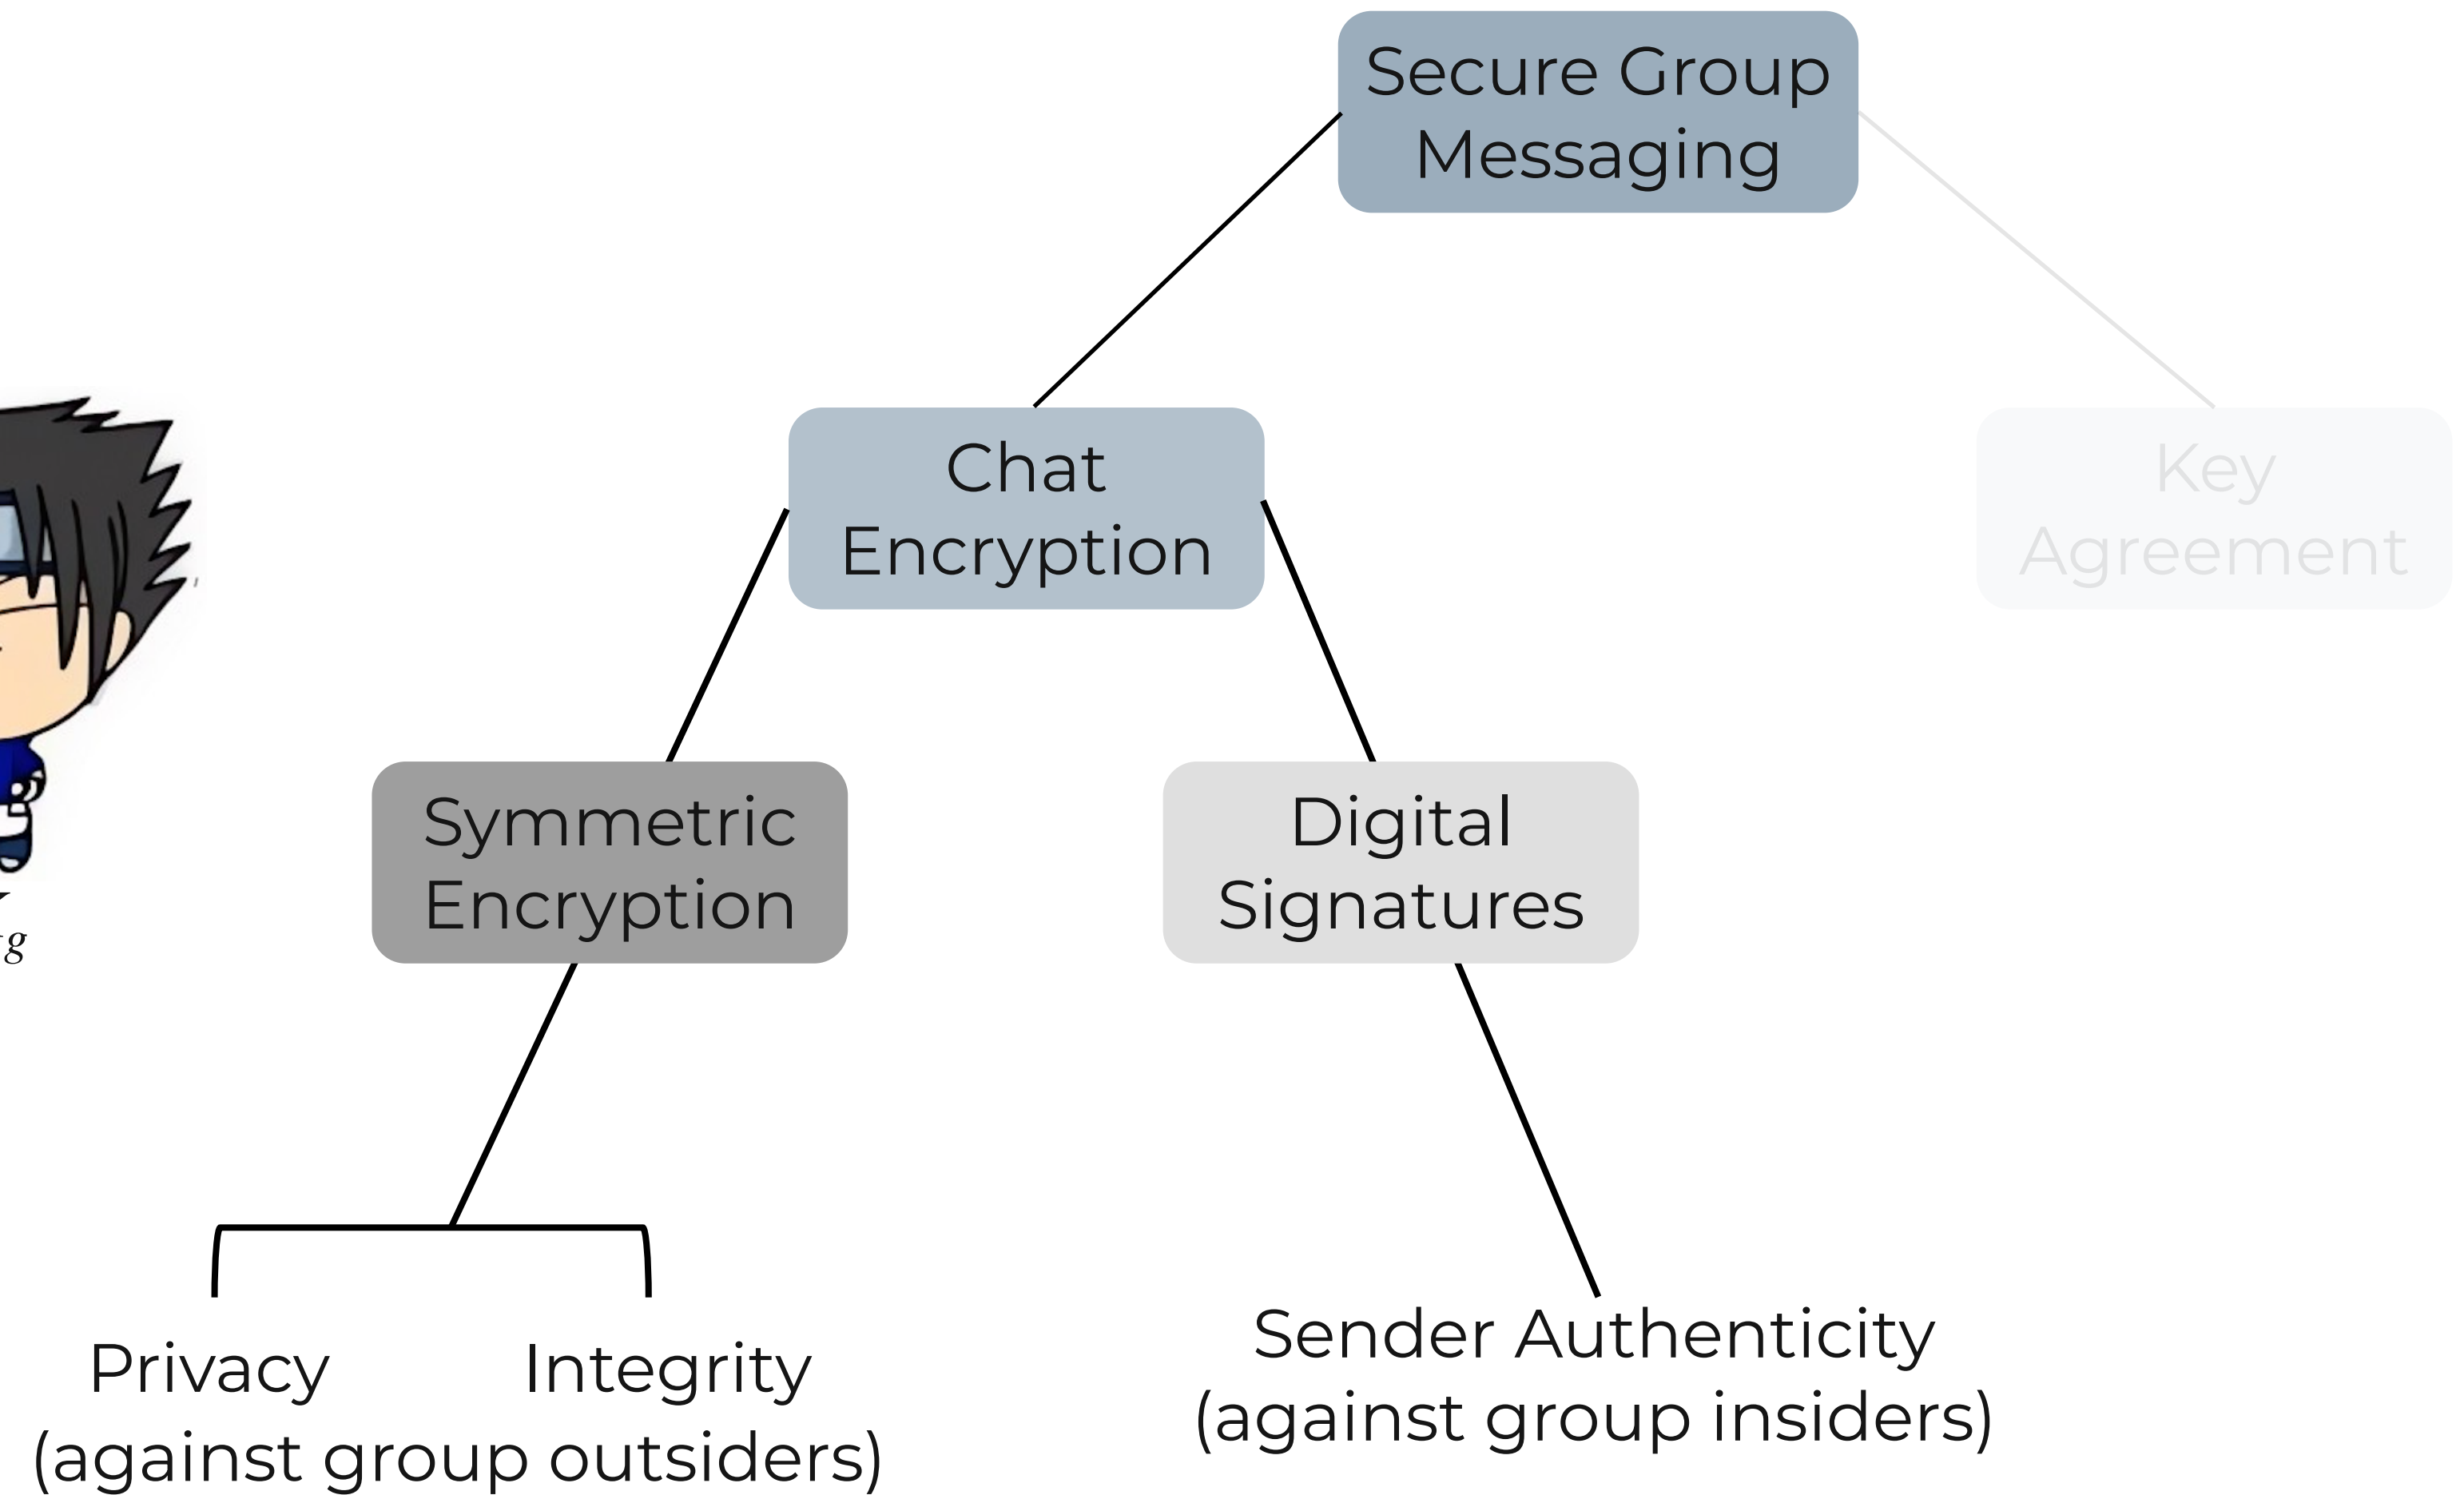 Secure Group
Messaging
Chat
Encryption
Key
Agreement
Symmetric
Encryption
Digital
Signatures
Privacy
Integrity
(against group outsiders)
Sender Authenticity
(against group insiders)